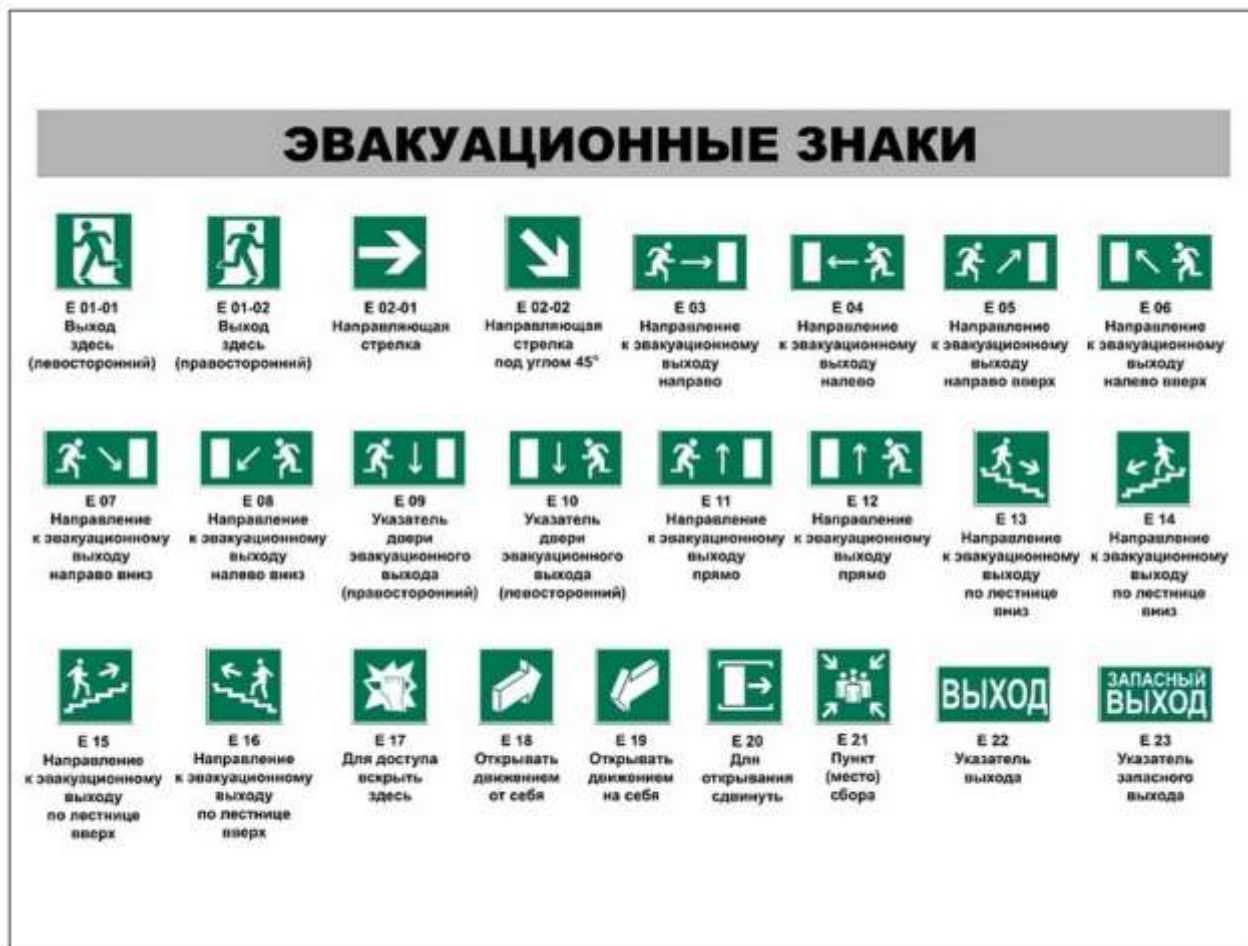 ЭВАКУАЦИОННЫЕ ЗНАКИ
E 01-01
Выход
здесь
(левосторонний)
E 01-02
Выход
здесь
(правосторонний)
E 02-01
Направляющая
стрелка
E 02-02
Направляющая
стрелка
под углом 45°
E 03
Направление
к эвакуационному
выходу
направо
E 04
Направление
к эвакуационному
выходу
налево
E 05
Направление
к эвакуационному
выходу
направо вверх
E 06
Направление
к эвакуационному
выходу
налево вверх
E 07
Направление
к эвакуационному
выходу
направо вниз
E 08
Направление
к эвакуационному
выходу
налево вниз
E 09
Указатель
двери
эвакуационного
выхода
(правосторонний)
E 10
Указатель
двери
эвакуационного
выхода
(левосторонний)
E 11
Направление
к эвакуационному
выходу
прямо
E 12
Направление
к эвакуационному
выходу
прямо
E 13
Направление
к эвакуационному
выходу
по лестнице
вниз
E 14
Направление
к эвакуационному
выходу
по лестнице
вниз
E 15
Направление
к эвакуационному
выходу
по лестнице
вверх
E 16
Направление
к эвакуационному
выходу
по лестнице
вверх
E 17
Для доступа
вскрыть
здесь
E 18
Открывать
движением
от себя
E 19
Открывать
движением
на себя
E 20
Для
открывания
сдвинуть
E 21
Пункт
(место)
сбора
ВЫХОД
E 22
Указатель
выхода
ЗАПАСНЫЙ
ВЫХОД
E 23
Указатель
запасного
выхода